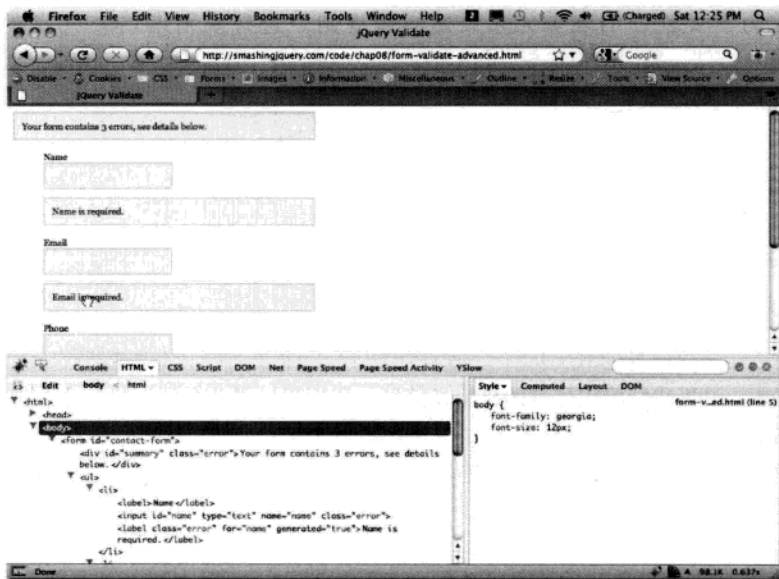 Firefox File Edit View History Bookmarks Tools Window Help (Charged) Sat 12:25 PM
jQuery Validate
http://smashingjquery.com/code/chap08/form-validate-advanced.html Google
Disable Cookies CSS Forms Images Information Miscellaneous Outline Resize Tools View Source Options
jQuery Validate
Your form contains 3 errors, see details below.
Name
Name is required.
Email
Email is required.
Phone
Console HTML CSS Script DOM Net Page Speed Page Speed Activity YSlow
Edit body < html
Style Computed Layout DOM
<html>
<head>
<body>
<form id="contact-form">
<div id="summary" class="error">Your form contains 3 errors, see details
below.</div>
<ul>
<li>
<label>Name</label>
<input id="name" type="text" name="name" class="error">
<label class="error" for="name" generated="true">Name is
required.</label>
</li>
body { form-v...ed.html (line 5)
font-family: georgia;
font-size: 12px;
}
Done 98.1K 0.637s